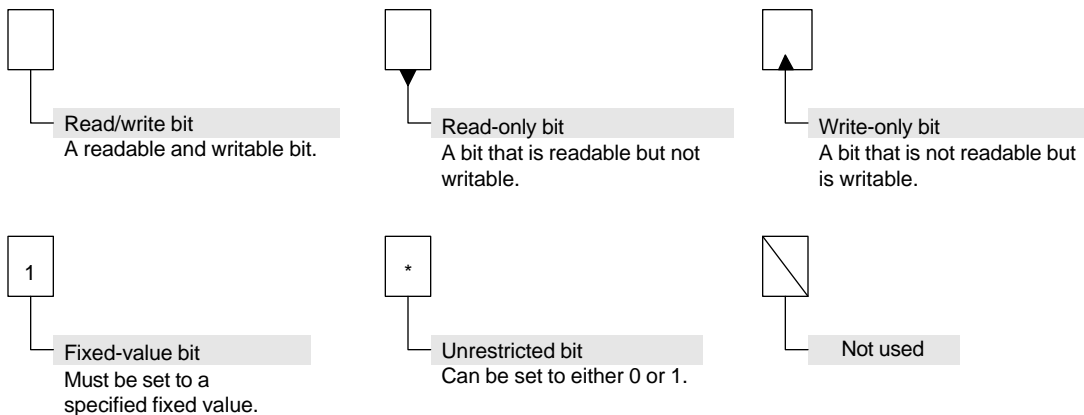 Read/write bit
A readable and writable bit.
Read-only bit
A bit that is readable but not
writable.
Write-only bit
A bit that is not readable but
is writable.
1
Fixed-value bit
Must be set to a
specified fixed value.
*
Unrestricted bit
Can be set to either 0 or 1.
Not used